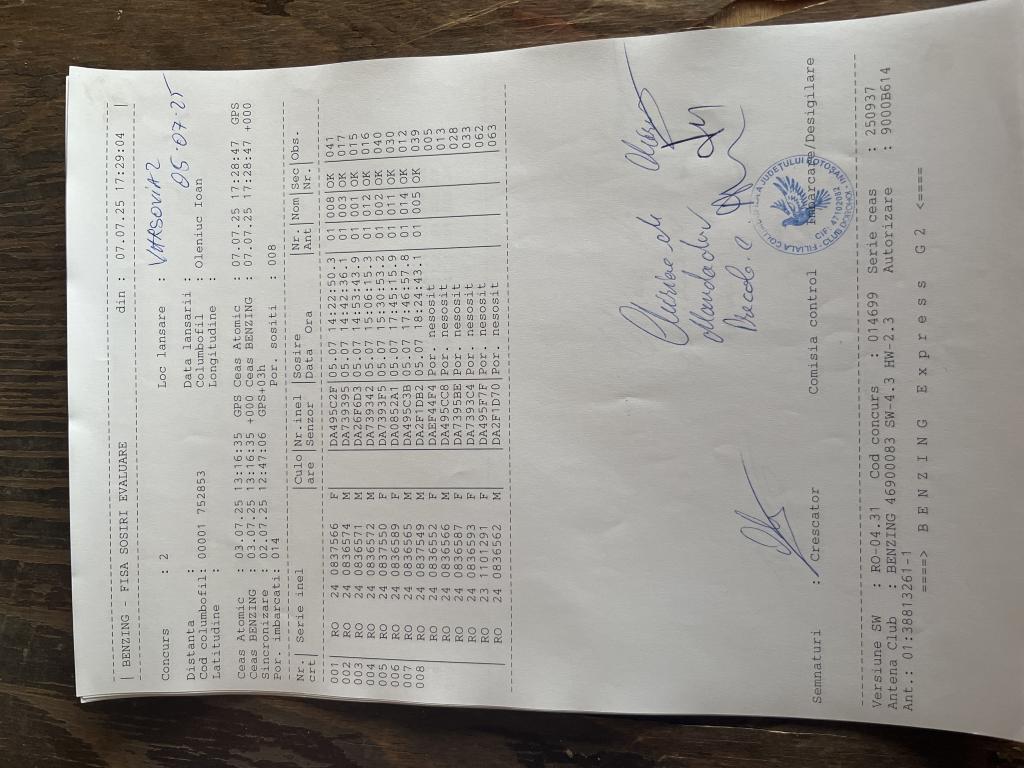 | BENZING - FISA SOSIRI EVALUARE din : 07.07.25 17:29:04 |
Concurs : 2 Loc lansare : VARSOVIA 2
Distanta : Data lansarii : 05.07.25
Cod columbofil: 00001 752853 Columbofil : Oleniuc Ioan
Latitudine : Longitudine :
Ceas Atomic : 03.07.25 13:16:35 GPS Ceas Atomic : 07.07.25 17:28:47 GPS
Ceas BENZING : 03.07.25 13:16:35 +000 Ceas BENZING : 07.07.25 17:28:47 +000
Sincronizare : 02.07.25 12:47:06 GPS+03h
Por. imbarcati: 014 Por. sositi : 008
Nr. | Serie inel | Culo | Nr.inel | Sosire | Nr. | Nom | Sec | Obs.
crt | are | Senzor | Data Ora | Ant | Nr.
001 | RO 24 0837566 F | DA495C2F | 05.07 14:22:50.3 | 01 | 008 | OK | 041
002 | RO 24 0836574 M | DA739395 | 05.07 14:42:36.1 | 01 | 003 | OK | 017
003 | RO 24 0836571 M | DA26F6D3 | 05.07 14:53:43.9 | 01 | 001 | OK | 015
004 | RO 24 0836572 M | DA739342 | 05.07 15:06:15.3 | 01 | 002 | OK | 016
005 | RO 24 0837550 F | DA7393F5 | 05.07 15:30:53.2 | 01 | 012 | OK | 040
006 | RO 24 0836589 F | DA0852A1 | 05.07 15:45:15.9 | 01 | 011 | OK | 030
007 | RO 24 0836565 M | DA495C3B | 05.07 17:46:57.8 | 01 | 014 | OK | 012
008 | RO 24 0837549 M | DA2F1DB2 | 05.07 18:24:43.1 | 01 | 005 | OK | 039
RO 24 0836552 F | DAEF44F4 | Por. nesosit | 005
RO 24 0836566 M | DA495CC8 | Por. nesosit | 013
RO 24 0836587 F | DA7395BE | Por. nesosit | 028
RO 24 0836593 F | DA7393C4 | Por. nesosit | 033
RO 23 1101291 F | DA495F7F | Por. nesosit | 062
RO 24 0836562 M | DA2F1D70 | Por. nesosit | 063
Semnaturi : Crescator Comisia control Imbarcare/Desigilare
Versiune SW : RO-04.31 Cod concurs : 014699 Serie ceas : 250937
Antena Club : BENZING 46900083 SW-4.3 HW-2.3 Autorizare : 9000B614
Ant.: 01:38813261-1
====> B E N Z I N G E x p r e s s G 2 <====